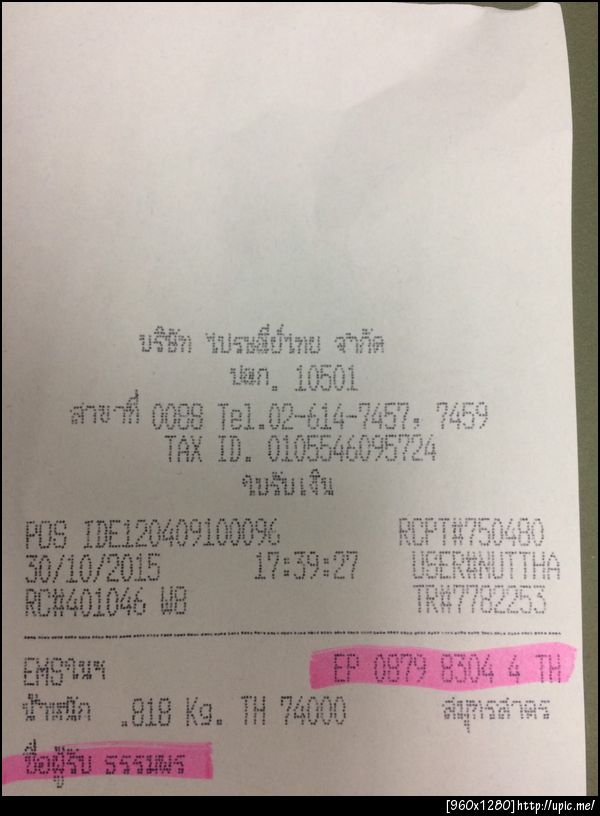 บริษัท ไปรษณีย์ไทย จำกัด
ปณก. 10501
สาขาที่ 0088 Tel.02-614-7457, 7459
TAX ID. 0105546095724
ใบรับเงิน
POS IDE120409100096 RCPT#750480
30/10/2015 17:39:27 USER#NUTTHA
RC#401046 W8 TR#7782253
EMSในปท EP 0879 8304 4 TH
น้ำหนัก .818 Kg. TH 74000 สมุทรสาคร
ชื่อผู้รับ ธรรมพร
[960x1280]http://upic.me/